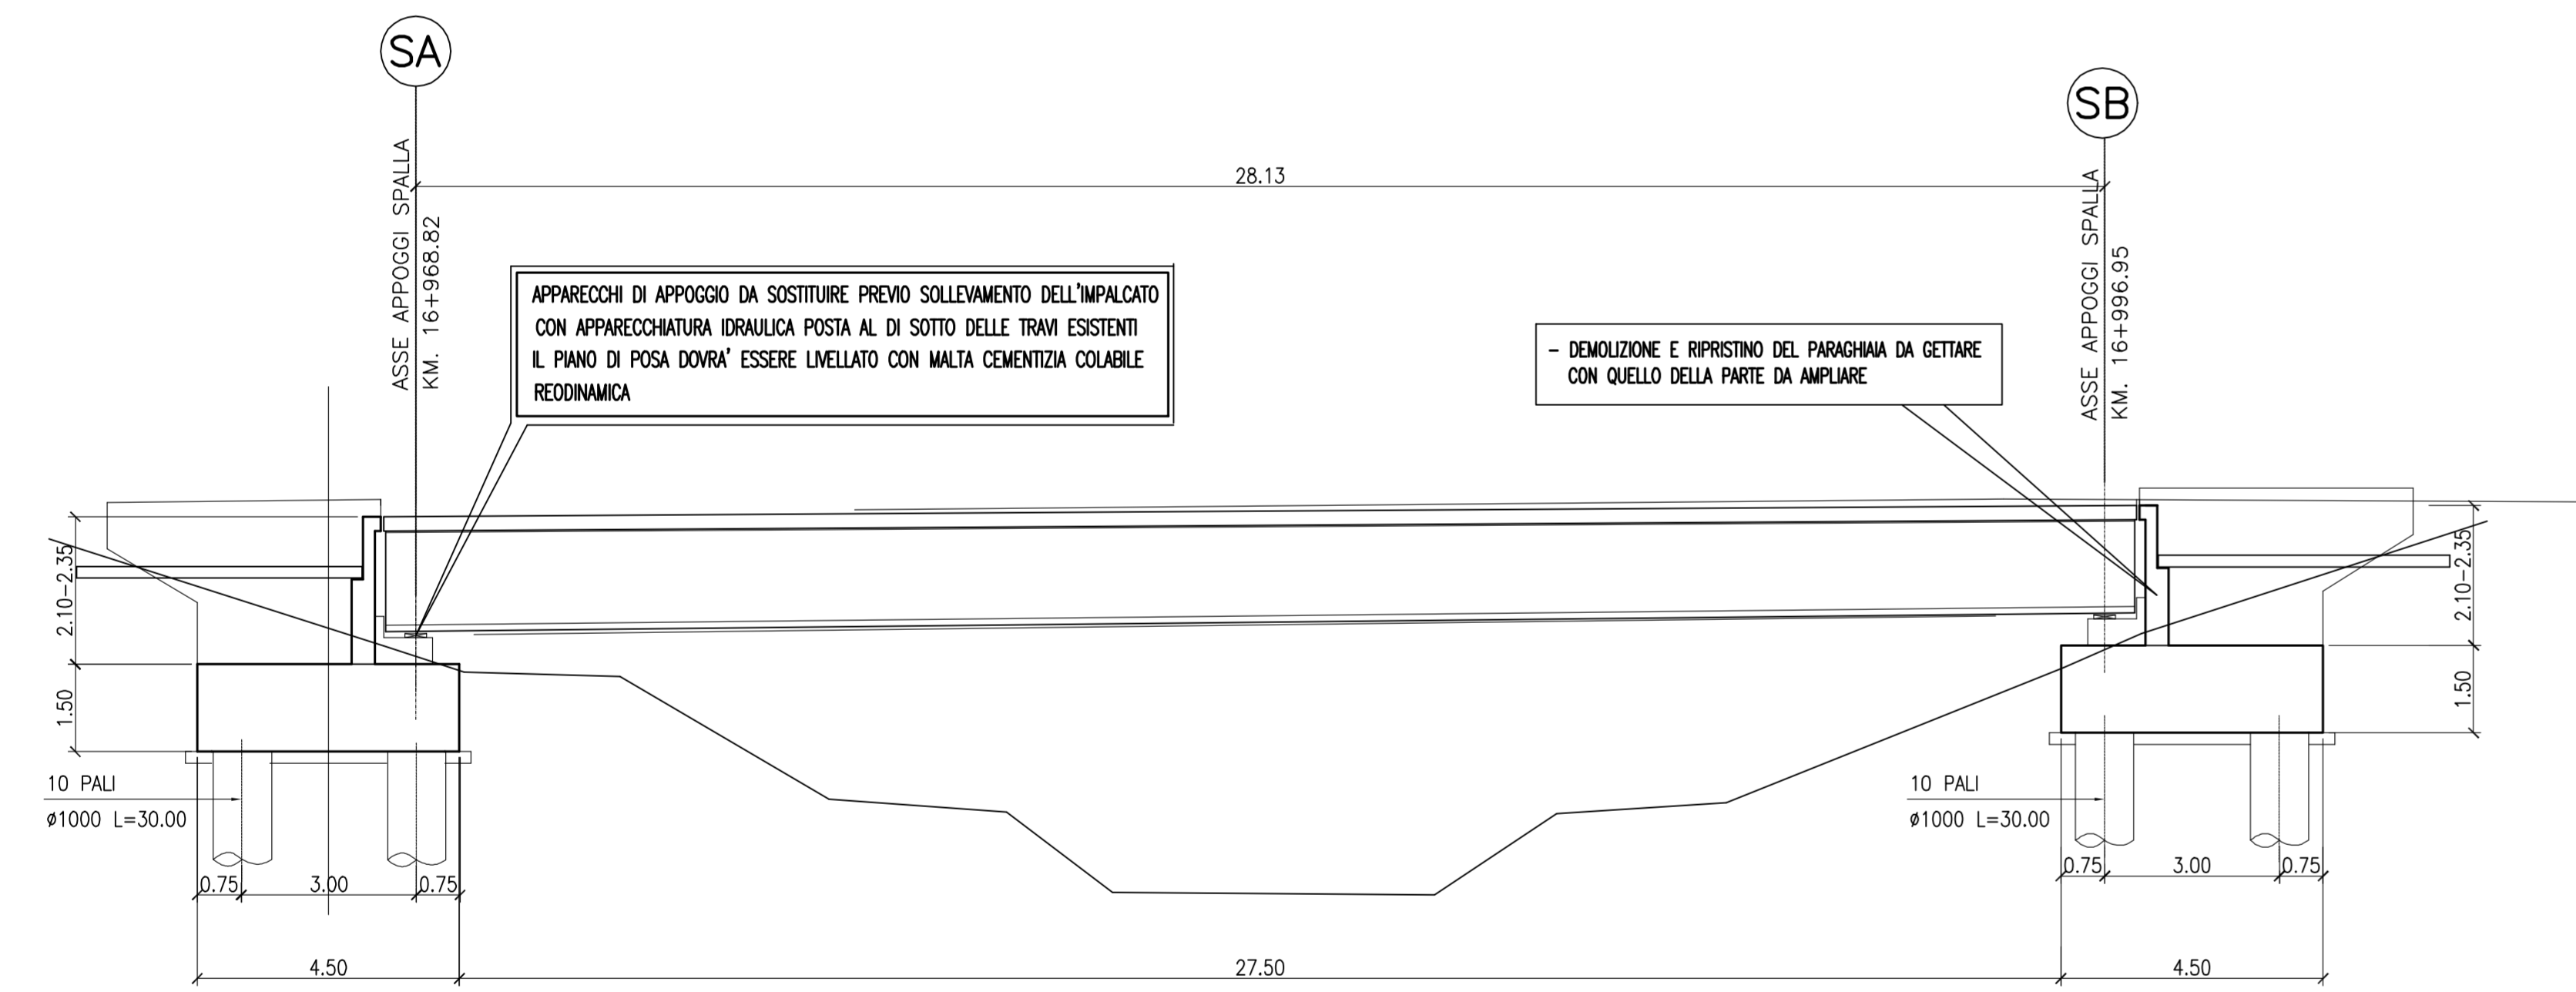 SA
SB
ASSE APPOGGI SPALLA
KM. 16+968.82
28.13
ASSE APPOGGI SPALLA
KM. 16+996.95
APPARECCHI DI APPOGGIO DA SOSTITUIRE PREVIO SOLLEVAMENTO DELL'IMPALCATO
CON APPARECCHIATURA IDRAULICA POSTA AL DI SOTTO DELLE TRAVI ESISTENTI
IL PIANO DI POSA DOVRA' ESSERE LIVELLATO CON MALTA CEMENTIZIA COLABILE
REODINAMICA
- DEMOLIZIONE E RIPRISTINO DEL PARAGHIAIA DA GETTARE
CON QUELLO DELLA PARTE DA AMPLIARE
2.10-2.35
1.50
2.10-2.35
1.50
10 PALI
ø1000 L=30.00
10 PALI
ø1000 L=30.00
0.75
3.00
0.75
0.75
3.00
0.75
4.50
27.50
4.50